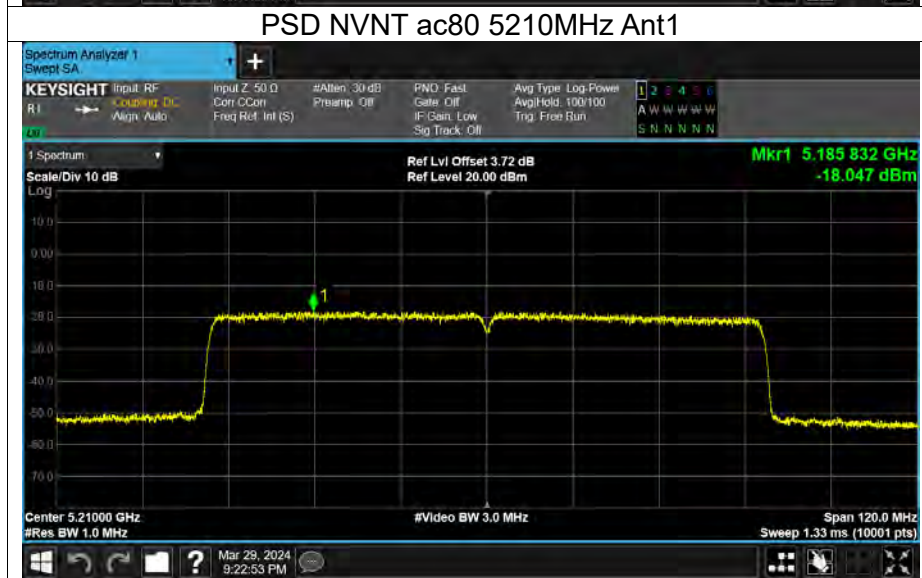 PSD NVNT ac80 5210MHz Ant1
Spectrum Analyzer 1
Swept SA
+
KEYSIGHT Input: RF Input Z: 50 Ω #Atten: 30 dB PNO: Fast Avg Type: Log-Power 1 2 3 4 5 6
Coupling: DC Corr CCorr Preamp: Off Gate: Off Avg|Hold: 100/100 A W W W W W
Align: Auto Freq Ref: Int (S) IF Gain: Low Trig: Free Run
Sig Track: Off S N N N N N
1 Spectrum Ref Lvl Offset 3.72 dB Mkr1 5.185 832 GHz
Scale/Div 10 dB Ref Level 20.00 dBm -18.047 dBm
Log
10.0
0.00
1
-40.0
-50.0
-60.0
-70.0
Center 5.21000 GHz #Video BW 3.0 MHz Span 120.0 MHz
#Res BW 1.0 MHz Sweep 1.33 ms (10001 pts)
? Mar 29, 2024
9:22:53 PM